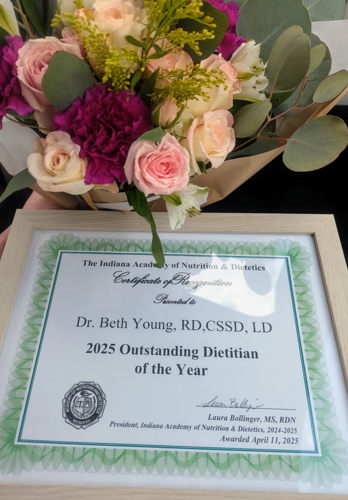 The Indiana Academy of Nutrition & Dietetics
Certificate of Recognition
Presented to
Dr. Beth Young, RD,CSSD, LD
2025 Outstanding Dietitian
of the Year
Laura Bollinger, MS, RDN
President, Indiana Academy of Nutrition & Dietetics, 2024-2025
Awarded April 11, 2025